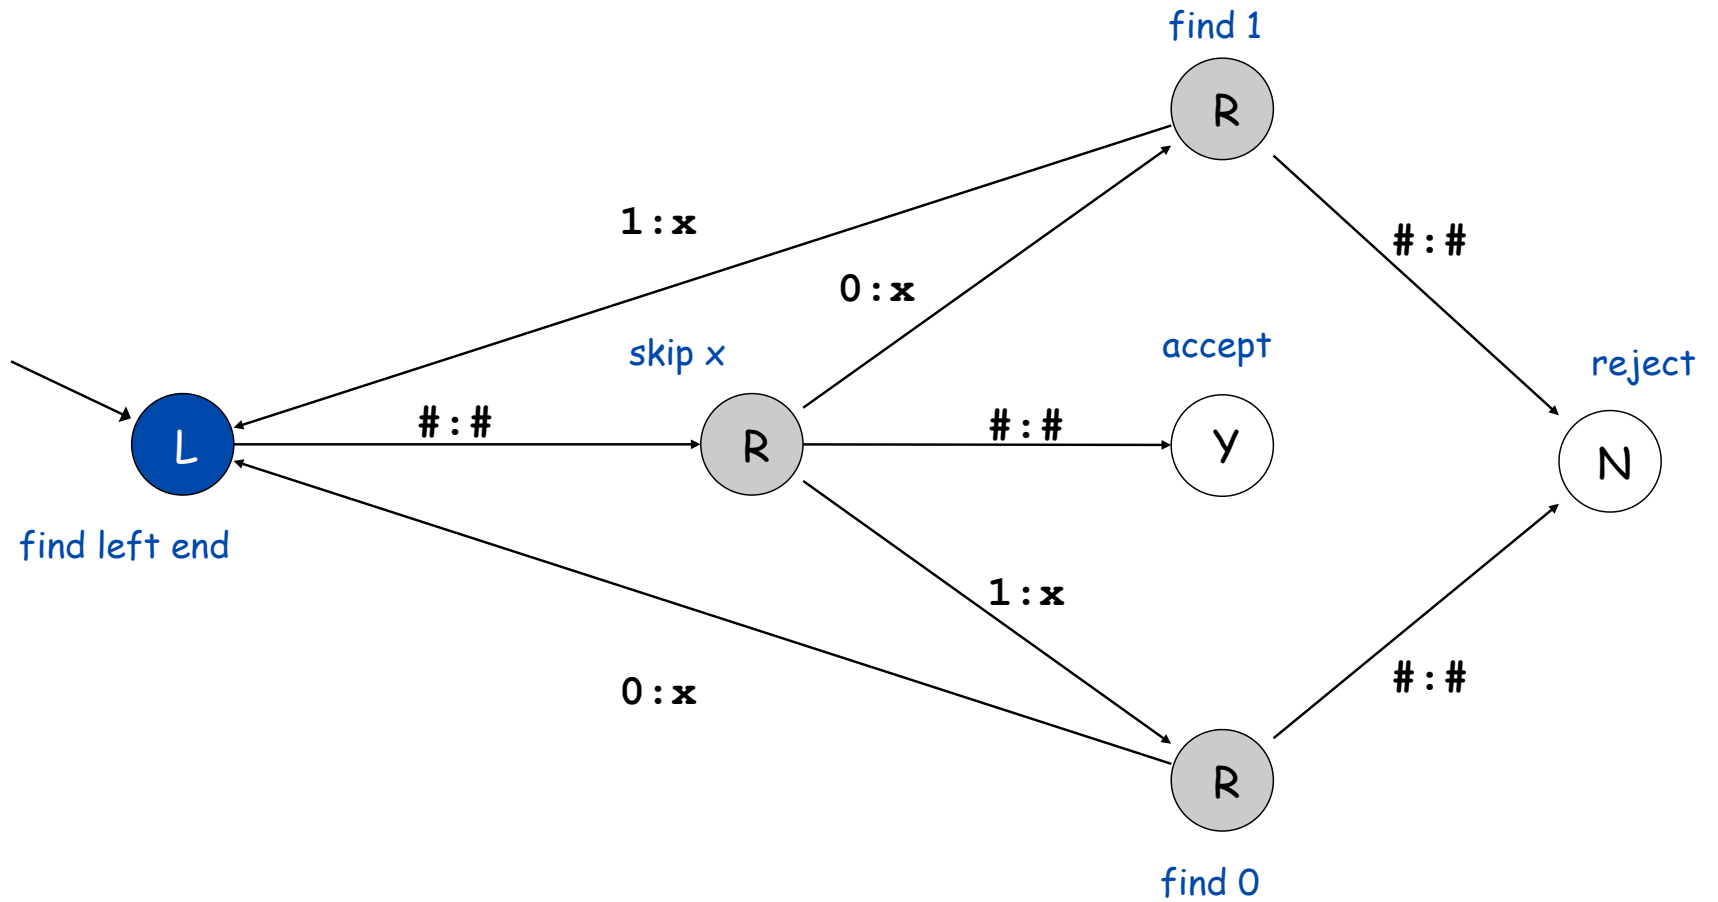 find 1
R
1:x
#:#
0:x
skip x
accept
reject
L
#:#
R
#:#
Y
N
find left end
1:x
0:x
#:#
R
find 0